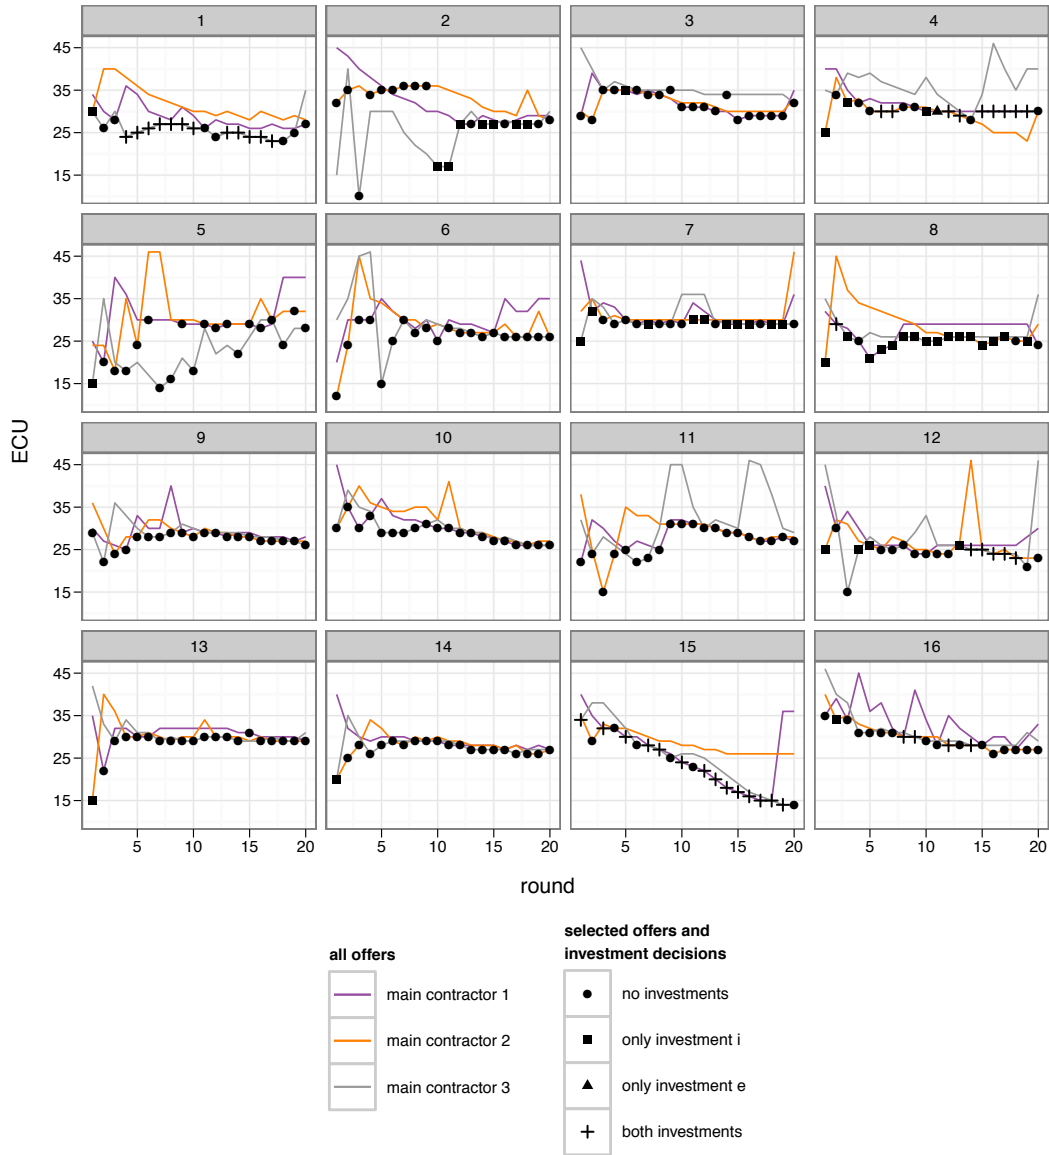 1 2 3 4
45
35
25
15
5 6 7 8
45
35
25
15
ECU
9 10 11 12
45
35
25
15
13 14 15 16
45
35
25
15
5 10 15 20 5 10 15 20 5 10 15 20 5 10 15 20
round
all offers
main contractor 1
main contractor 2
main contractor 3
selected offers and
investment decisions
no investments
only investment i
only investment e
both investments